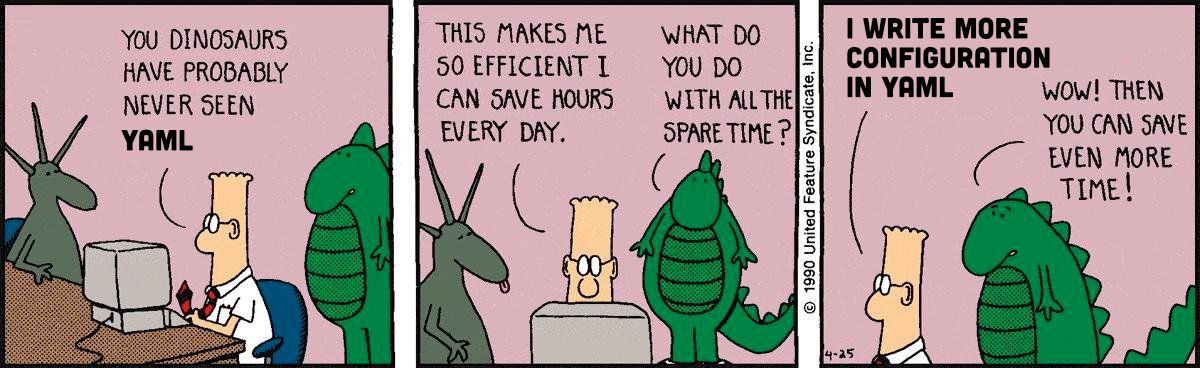 YOU DINOSAURS
HAVE PROBABLY
NEVER SEEN
YAML
THIS MAKES ME
SO EFFICIENT I
CAN SAVE HOURS
EVERY DAY.
WHAT DO
YOU DO
WITH ALL THE
SPARE TIME?
© 1990 United Feature Syndicate, Inc.
I WRITE MORE
CONFIGURATION
IN YAML
WOW! THEN
YOU CAN SAVE
EVEN MORE
TIME!
4-25